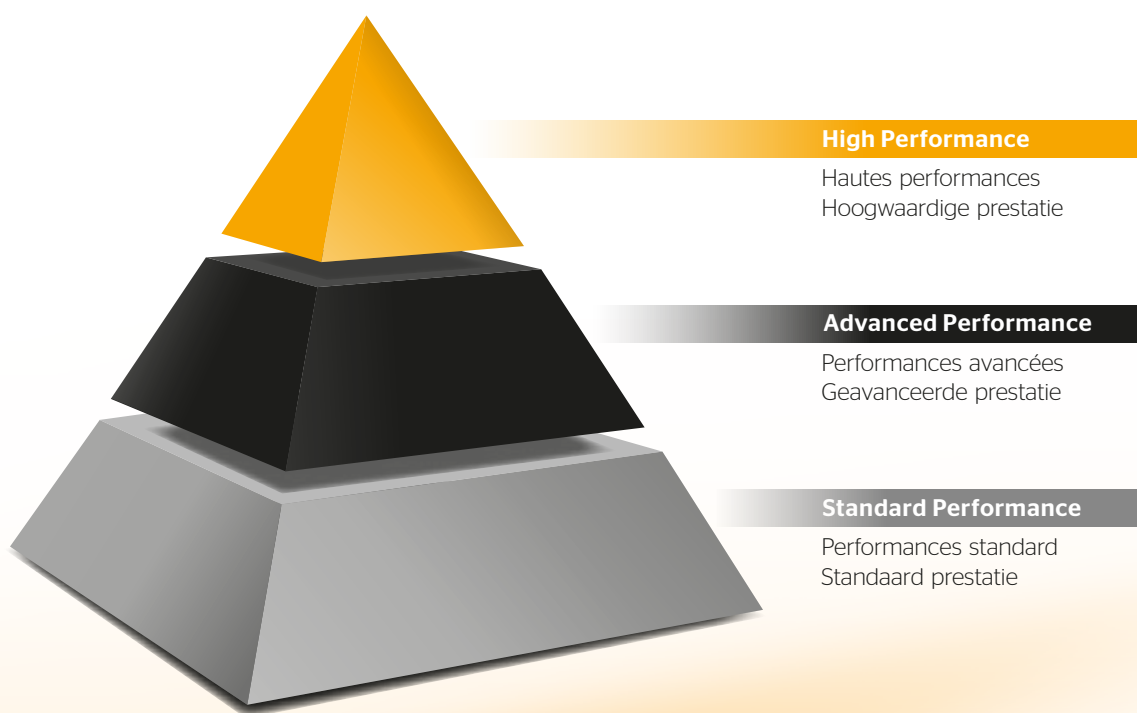 High Performance
Hautes performances
Hoogwaardige prestatie
Advanced Performance
Performances avancées
Geavanceerde prestatie
Standard Performance
Performances standard
Standaard prestatie